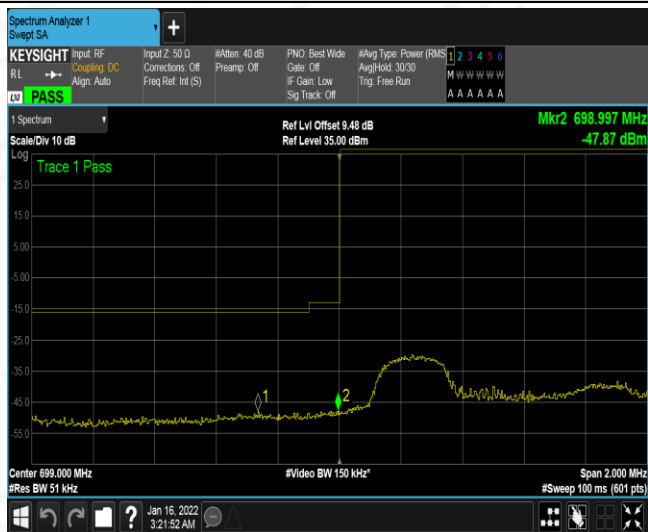 Spectrum Analyzer 1
Swept SA
+
KEYSIGHT
RL
LXI PASS
Input: RF
Coupling: DC
Align: Auto
Input Z: 50 Ω
Corrections: Off
Freq Ref: Int (S)
#Atten: 40 dB
Preamp: Off
PNO: Best Wide
Gate: Off
IF Gain: Low
Sig Track: Off
#Avg Type: Power (RMS
Avg|Hold: 30/30
Trig: Free Run
1 2 3 4 5 6
M W W W W W
A A A A A A
1 Spectrum
Scale/Div 10 dB
Ref Lvl Offset 9.48 dB
Ref Level 35.00 dBm
Mkr2 698.997 MHz
-47.87 dBm
Log
Trace 1 Pass
25.0
15.0
5.00
-5.00
-15.0
-25.0
-35.0
-45.0
-55.0
1
2
Center 699.000 MHz
#Res BW 51 kHz
#Video BW 150 kHz*
Span 2.000 MHz
#Sweep 100 ms (601 pts)
?
Jan 16, 2022
3:21:52 AM